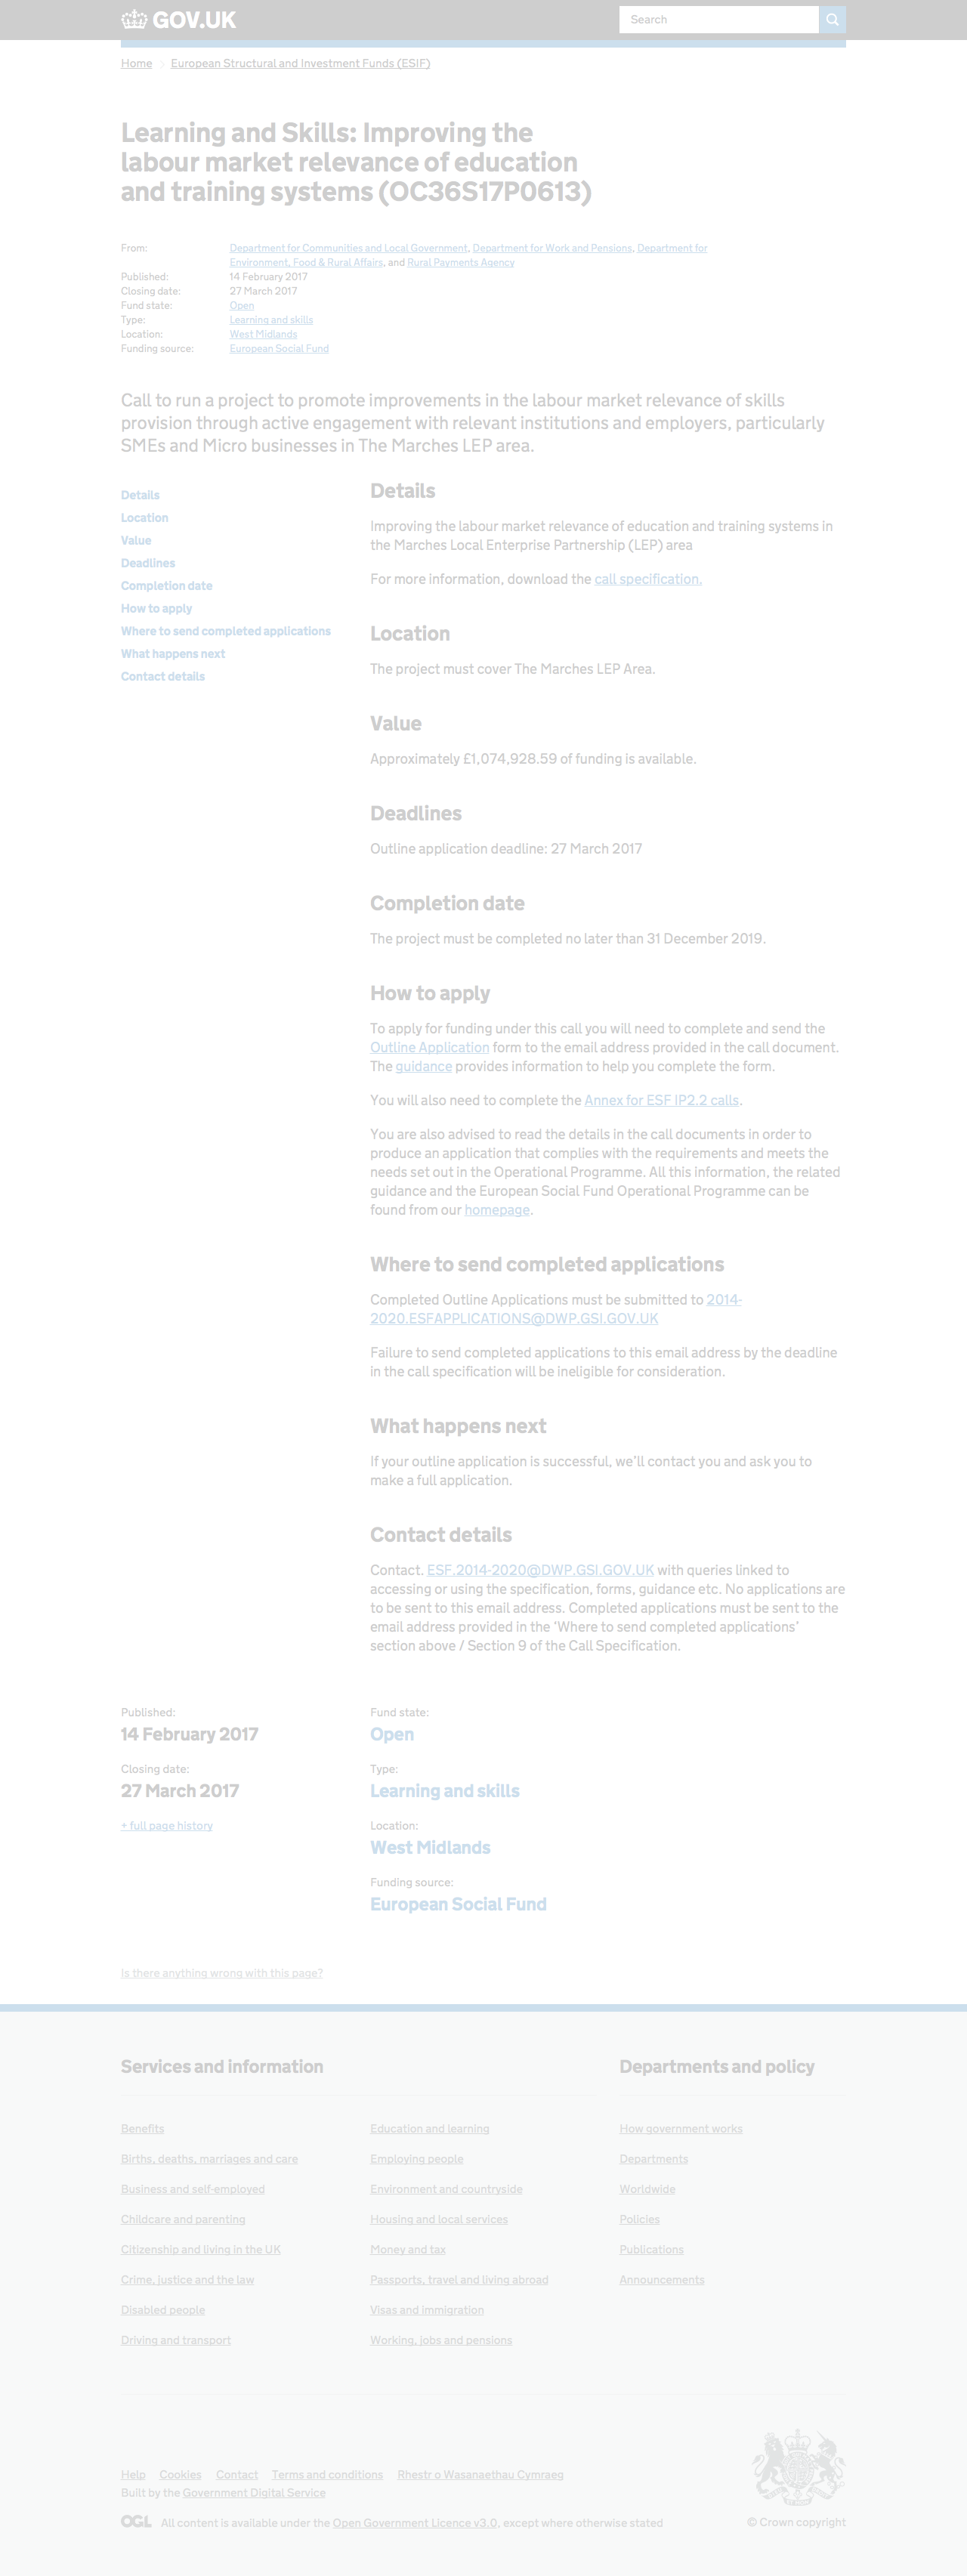 GOV.UK
Search
Home
European Structural and Investment Funds (ESIF)
Learning and Skills: Improving the
labour market relevance of education
and training systems (OC36S17P0613)
From: Department for Communities and Local Government, Department for Work and Pensions, Department for
Environment, Food & Rural Affairs, and Rural Payments Agency
Published: 14 February 2017
Closing date: 27 March 2017
Fund state: Open
Type: Learning and skills
Location: West Midlands
Funding source: European Social Fund
Call to run a project to promote improvements in the labour market relevance of skills
provision through active engagement with relevant institutions and employers, particularly
SMEs and Micro businesses in The Marches LEP area.
Details
Location
Value
Deadlines
Completion date
How to apply
Where to send completed applications
What happens next
Contact details
Details
Improving the labour market relevance of education and training systems in
the Marches Local Enterprise Partnership (LEP) area
For more information, download the call specification.
Location
The project must cover The Marches LEP Area.
Value
Approximately £1,074,928.59 of funding is available.
Deadlines
Outline application deadline: 27 March 2017
Completion date
The project must be completed no later than 31 December 2019.
How to apply
To apply for funding under this call you will need to complete and send the
Outline Application form to the email address provided in the call document.
The guidance provides information to help you complete the form.
You will also need to complete the Annex for ESF IP2.2 calls.
You are also advised to read the details in the call documents in order to
produce an application that complies with the requirements and meets the
needs set out in the Operational Programme. All this information, the related
guidance and the European Social Fund Operational Programme can be
found from our homepage.
Where to send completed applications
Completed Outline Applications must be submitted to 2014-
2020.ESFAPPLICATIONS@DWP.GSI.GOV.UK
Failure to send completed applications to this email address by the deadline
in the call specification will be ineligible for consideration.
What happens next
If your outline application is successful, we'll contact you and ask you to
make a full application.
Contact details
Contact. ESF.2014-2020@DWP.GSI.GOV.UK with queries linked to
accessing or using the specification, forms, guidance etc. No applications are
to be sent to this email address. Completed applications must be sent to the
email address provided in the 'Where to send completed applications'
section above / Section 9 of the Call Specification.
Published:
14 February 2017
Closing date:
27 March 2017
+ full page history
Fund state:
Open
Type:
Learning and skills
Location:
West Midlands
Funding source:
European Social Fund
Is there anything wrong with this page?
Services and information
Benefits
Births, deaths, marriages and care
Business and self-employed
Childcare and parenting
Citizenship and living in the UK
Crime, justice and the law
Disabled people
Driving and transport
Education and learning
Employing people
Environment and countryside
Housing and local services
Money and tax
Passports, travel and living abroad
Visas and immigration
Working, jobs and pensions
Departments and policy
How government works
Departments
Worldwide
Policies
Publications
Announcements
Help Cookies Contact Terms and conditions Rhestr o Wasanaethau Cymraeg
Built by the Government Digital Service
OGL All content is available under the Open Government Licence v3.0, except where otherwise stated
© Crown copyright